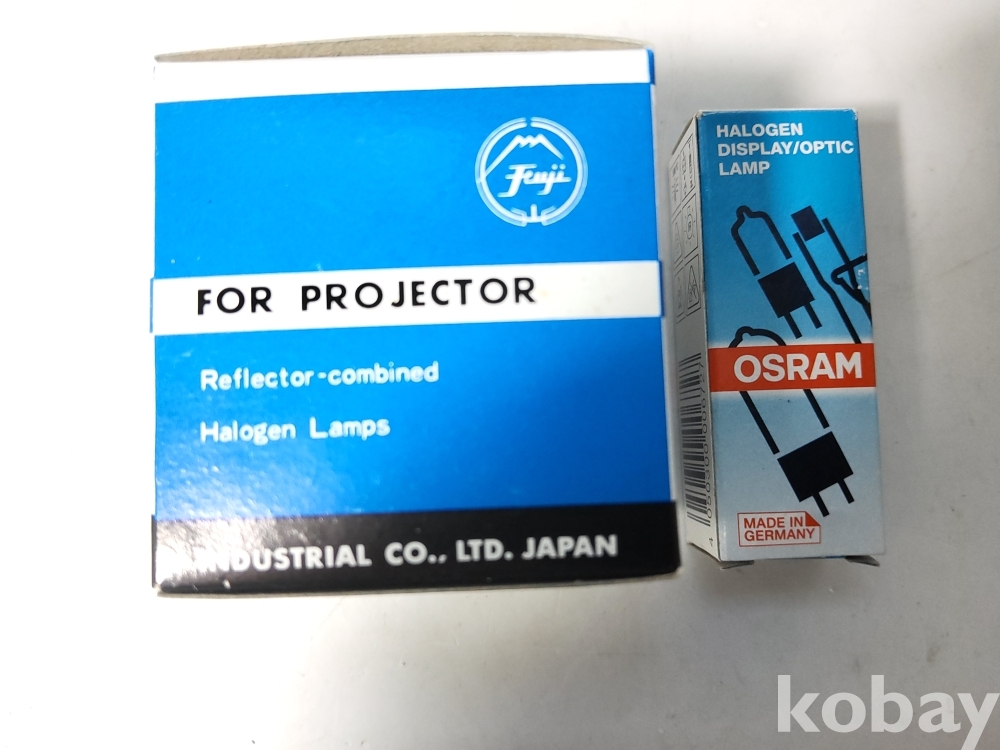 Fuji
FOR PROJECTOR
Reflector-combined
Halogen Lamps
INDUSTRIAL CO., LTD. JAPAN
HALOGEN
DISPLAY/OPTIC
LAMP
OSRAM
MADE IN
GERMANY
kobay